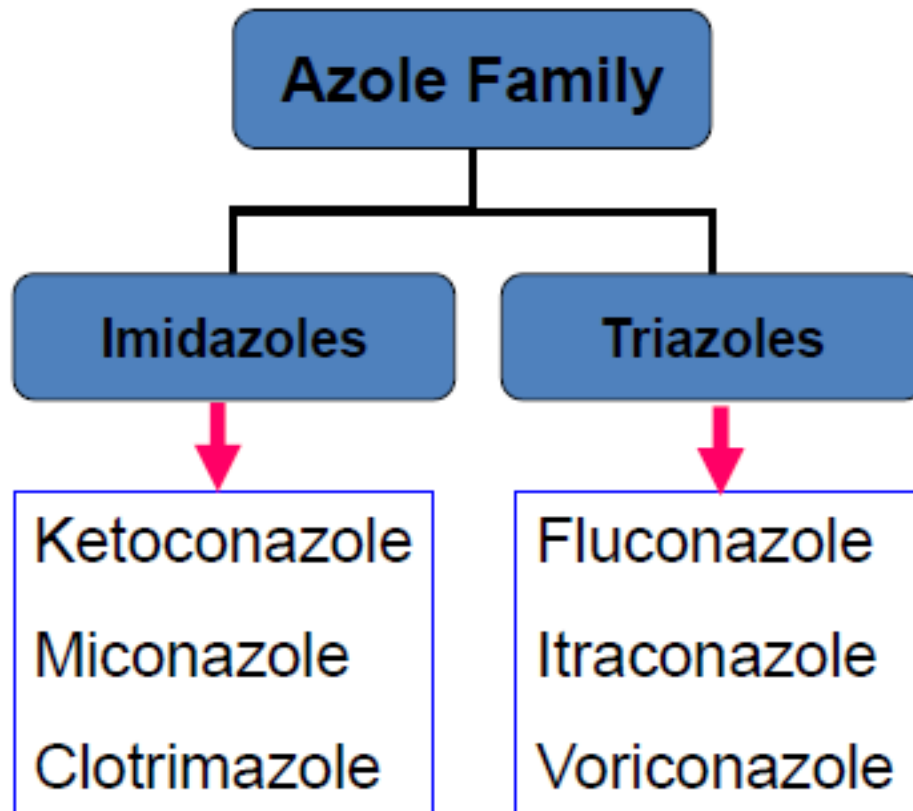 Azole Family
Imidazoles
Triazoles
Ketoconazole
Miconazole
Clotrimazole
Fluconazole
Itraconazole
Voriconazole